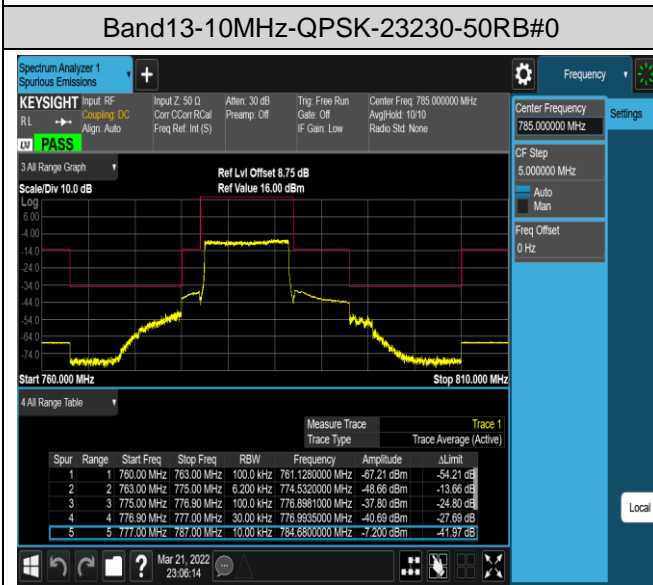 Band13-10MHz-QPSK-23230-50RB#0
Spectrum Analyzer 1
Spurious Emissions
+
Frequency
KEYSIGHT Input: RF Input Z: 50 Ω Atten: 30 dB Trig: Free Run Center Freq: 785.000000 MHz
RL Coupling: DC Corr CCorr RCal Preamp: Off Gate: Off Avg|Hold: 10/10
Align: Auto Freq Ref: Int (S) IF Gain: Low Radio Std: None
LXI PASS
Center Frequency
785.000000 MHz
Settings
CF Step
5.000000 MHz
Auto
Man
Freq Offset
0 Hz
3 All Range Graph
Ref Lvl Offset 8.75 dB
Scale/Div 10.0 dB Ref Value 16.00 dBm
Log
6.00
-4.00
-14.0
-24.0
-34.0
-44.0
-54.0
-64.0
-74.0
Start 760.000 MHz Stop 810.000 MHz
4 All Range Table
Measure Trace Trace 1
Trace Type Trace Average (Active)
Spur Range Start Freq Stop Freq RBW Frequency Amplitude ΔLimit
1 1 760.00 MHz 763.00 MHz 100.0 kHz 761.1280000 MHz -67.21 dBm -54.21 dB
2 2 763.00 MHz 775.00 MHz 6.200 kHz 774.5320000 MHz -48.66 dBm -13.66 dB
3 3 775.00 MHz 776.90 MHz 100.0 kHz 776.8981000 MHz -37.80 dBm -24.80 dB
4 4 776.90 MHz 777.00 MHz 30.00 kHz 776.9935000 MHz -40.69 dBm -27.69 dB
5 5 777.00 MHz 787.00 MHz 10.00 kHz 784.6800000 MHz -7.200 dBm -41.97 dB
Local
?
Mar 21, 2022
23:06:14